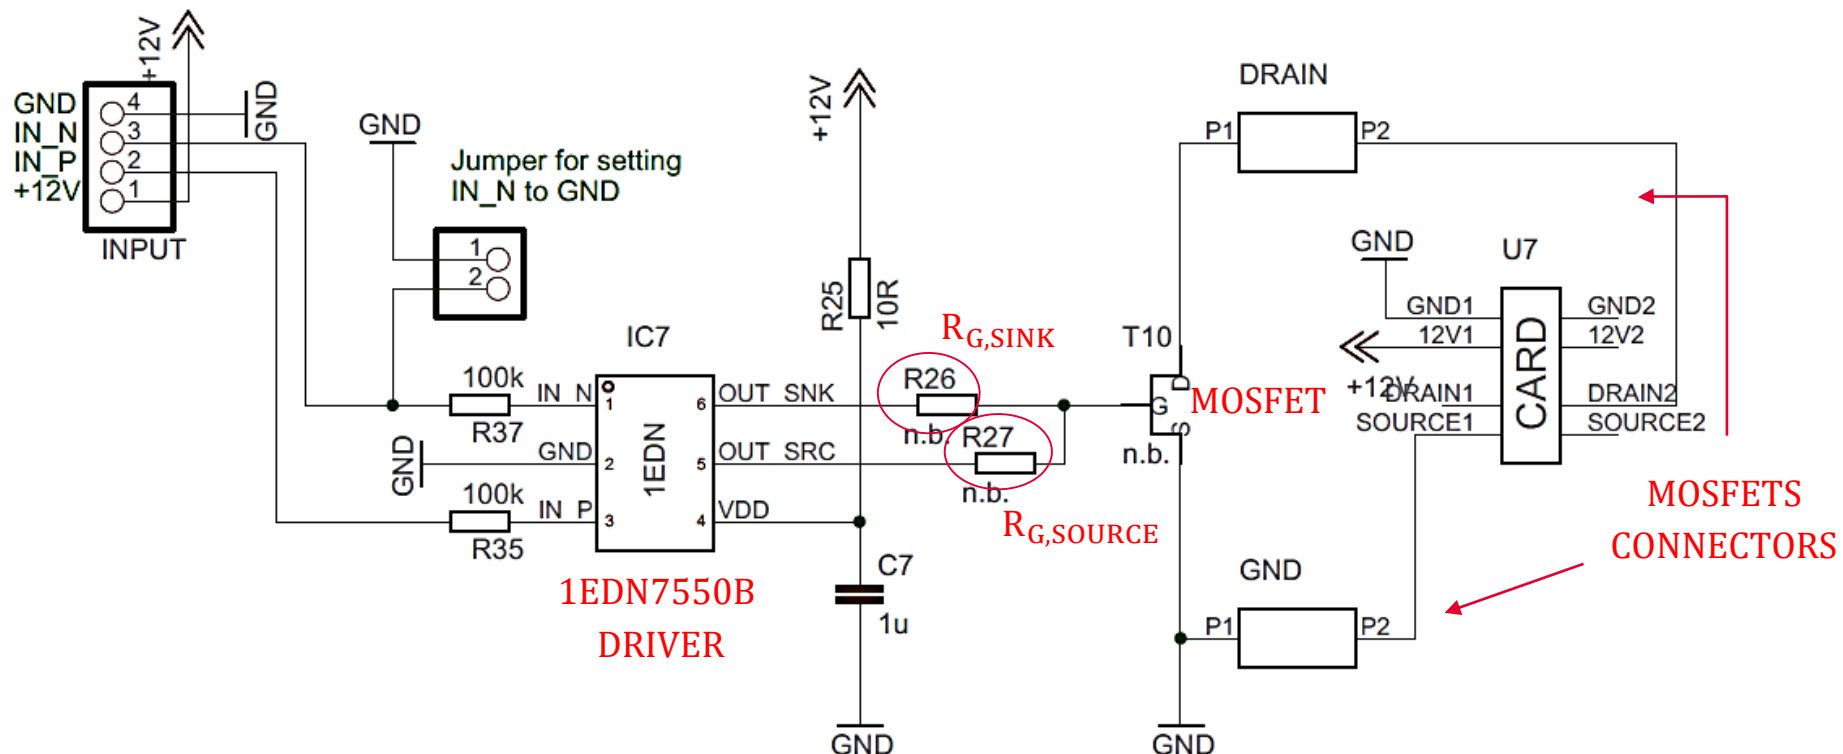 +12V
GND
IN_N
IN_P
+12V
4
3
2
1
GND
INPUT
GND
Jumper for setting
IN_N to GND
1
2
+12V
R25
10R
IC7
100k
R37
IN_N
1
GND
GND
2
100k
R35
IN_P
3
1EDN
6
OUT_SNK
5
OUT_SRC
4
VDD
1EDN7550B
DRIVER
C7
1u
GND
RG,SINK
R26
n.b.
R27
n.b.
RG,SOURCE
T10
G
D
S
n.b.
MOSFET
DRAIN
P1
P2
GND
P1
P2
GND
GND
U7
CARD
GND1
12V1
+12V
DRAIN1
SOURCE1
GND2
12V2
DRAIN2
SOURCE2
MOSFETS
CONNECTORS